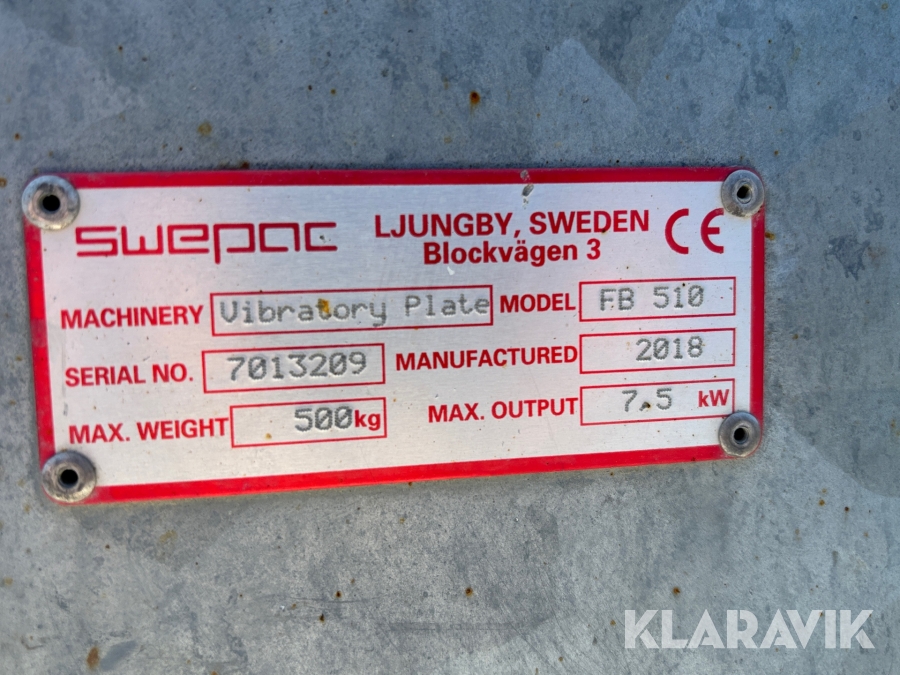 swepac LJUNGBY, SWEDEN CE
Blockvägen 3
MACHINERY Vibratory Plate MODEL FB 510
SERIAL NO. 7013209 MANUFACTURED 2018
MAX. WEIGHT 500kg MAX. OUTPUT 7.5 kW
KLARAVIK